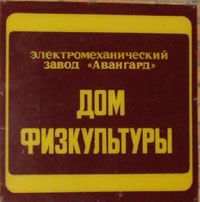 ЭЛЕКТРОМЕХАНИЧЕСКИЙ
ЗАВОД «АВАНГАРД»
ДОМ
ФИЗКУЛЬТУРЫ